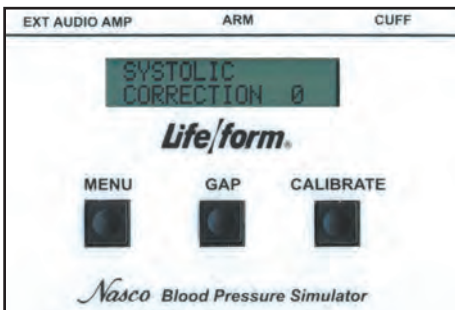 EXT AUDIO AMP ARM CUFF
SYSTOLIC
CORRECTION 0
Life/form®
MENU GAP CALIBRATE
Nasco Blood Pressure Simulator